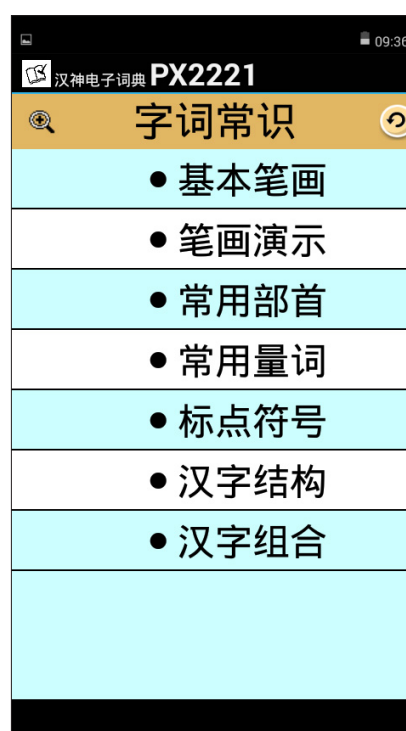 09:36
汉神电子词典 PX2221
字词常识
● 基本笔画
● 笔画演示
● 常用部首
● 常用量词
● 标点符号
● 汉字结构
● 汉字组合